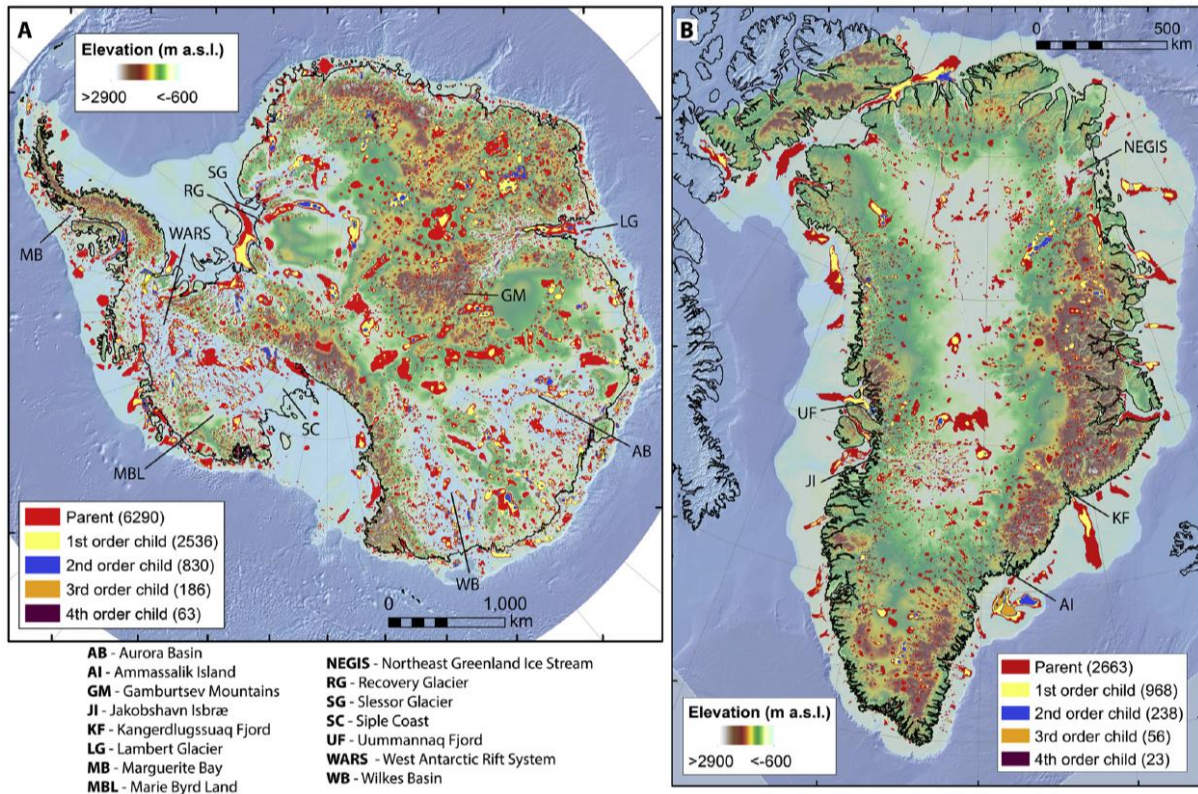 A
Elevation (m a.s.l.)
>2900 <-600
SG
RG
WARS
MB
LG
GM
SC
AB
MBL
WB
Parent (6290)
1st order child (2536)
2nd order child (830)
3rd order child (186)
4th order child (63)
0 1,000
km
AB - Aurora Basin
AI - Ammassalik Island
GM - Gamburtsev Mountains
JI - Jakobshavn Isbræ
KF - Kangerdlugssuaq Fjord
LG - Lambert Glacier
MB - Marguerite Bay
MBL - Marie Byrd Land
NEGIS - Northeast Greenland Ice Stream
RG - Recovery Glacier
SG - Slessor Glacier
SC - Siple Coast
UF - Uummannaq Fjord
WARS - West Antarctic Rift System
WB - Wilkes Basin
B
0 500
km
NEGIS
UF
JI
KF
AI
Elevation (m a.s.l.)
>2900 <-600
Parent (2663)
1st order child (968)
2nd order child (238)
3rd order child (56)
4th order child (23)